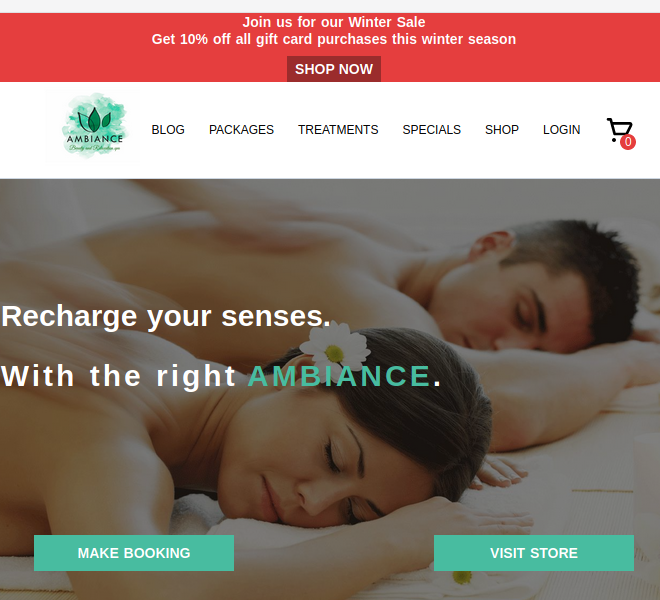 Join us for our Winter Sale
Get 10% off all gift card purchases this winter season
SHOP NOW
AMBIANCE
Beauty and Relaxation spa
BLOG
PACKAGES
TREATMENTS
SPECIALS
SHOP
LOGIN
0
Recharge your senses.
With the right AMBIANCE.
MAKE BOOKING
VISIT STORE